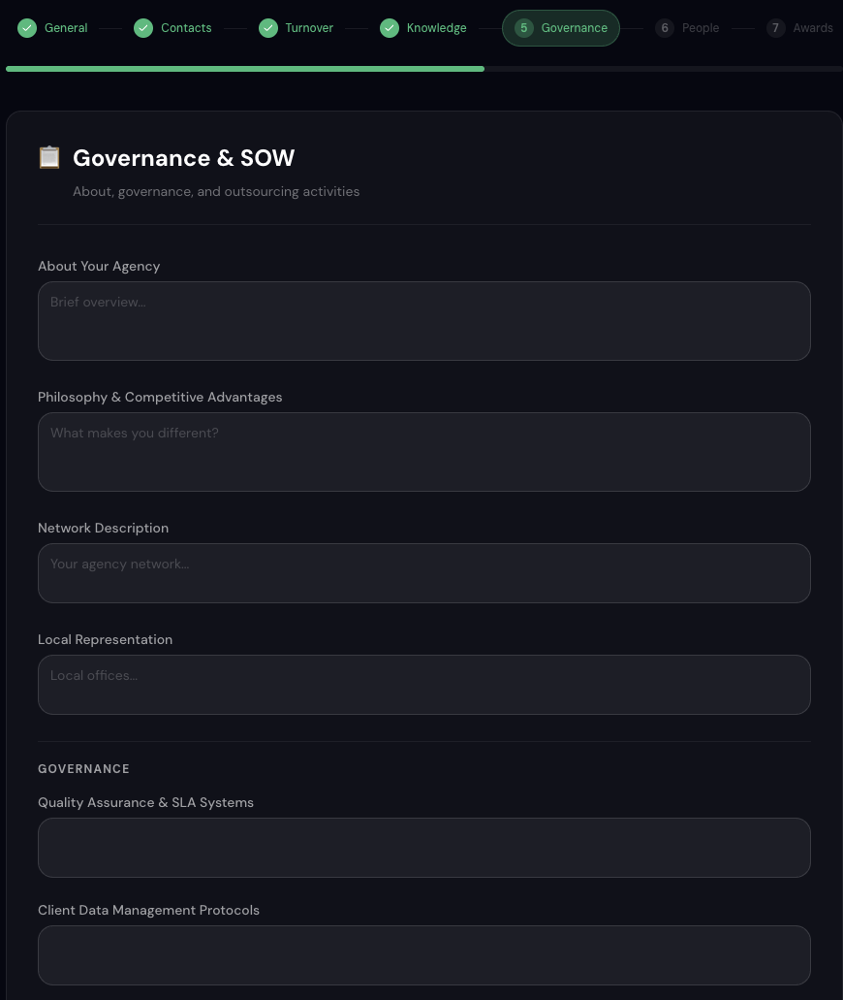 General
Contacts
Turnover
Knowledge
5 Governance
6 People
7 Awards
Governance & SOW
About, governance, and outsourcing activities
About Your Agency
Brief overview...
Philosophy & Competitive Advantages
What makes you different?
Network Description
Your agency network...
Local Representation
Local offices...
GOVERNANCE
Quality Assurance & SLA Systems
Client Data Management Protocols